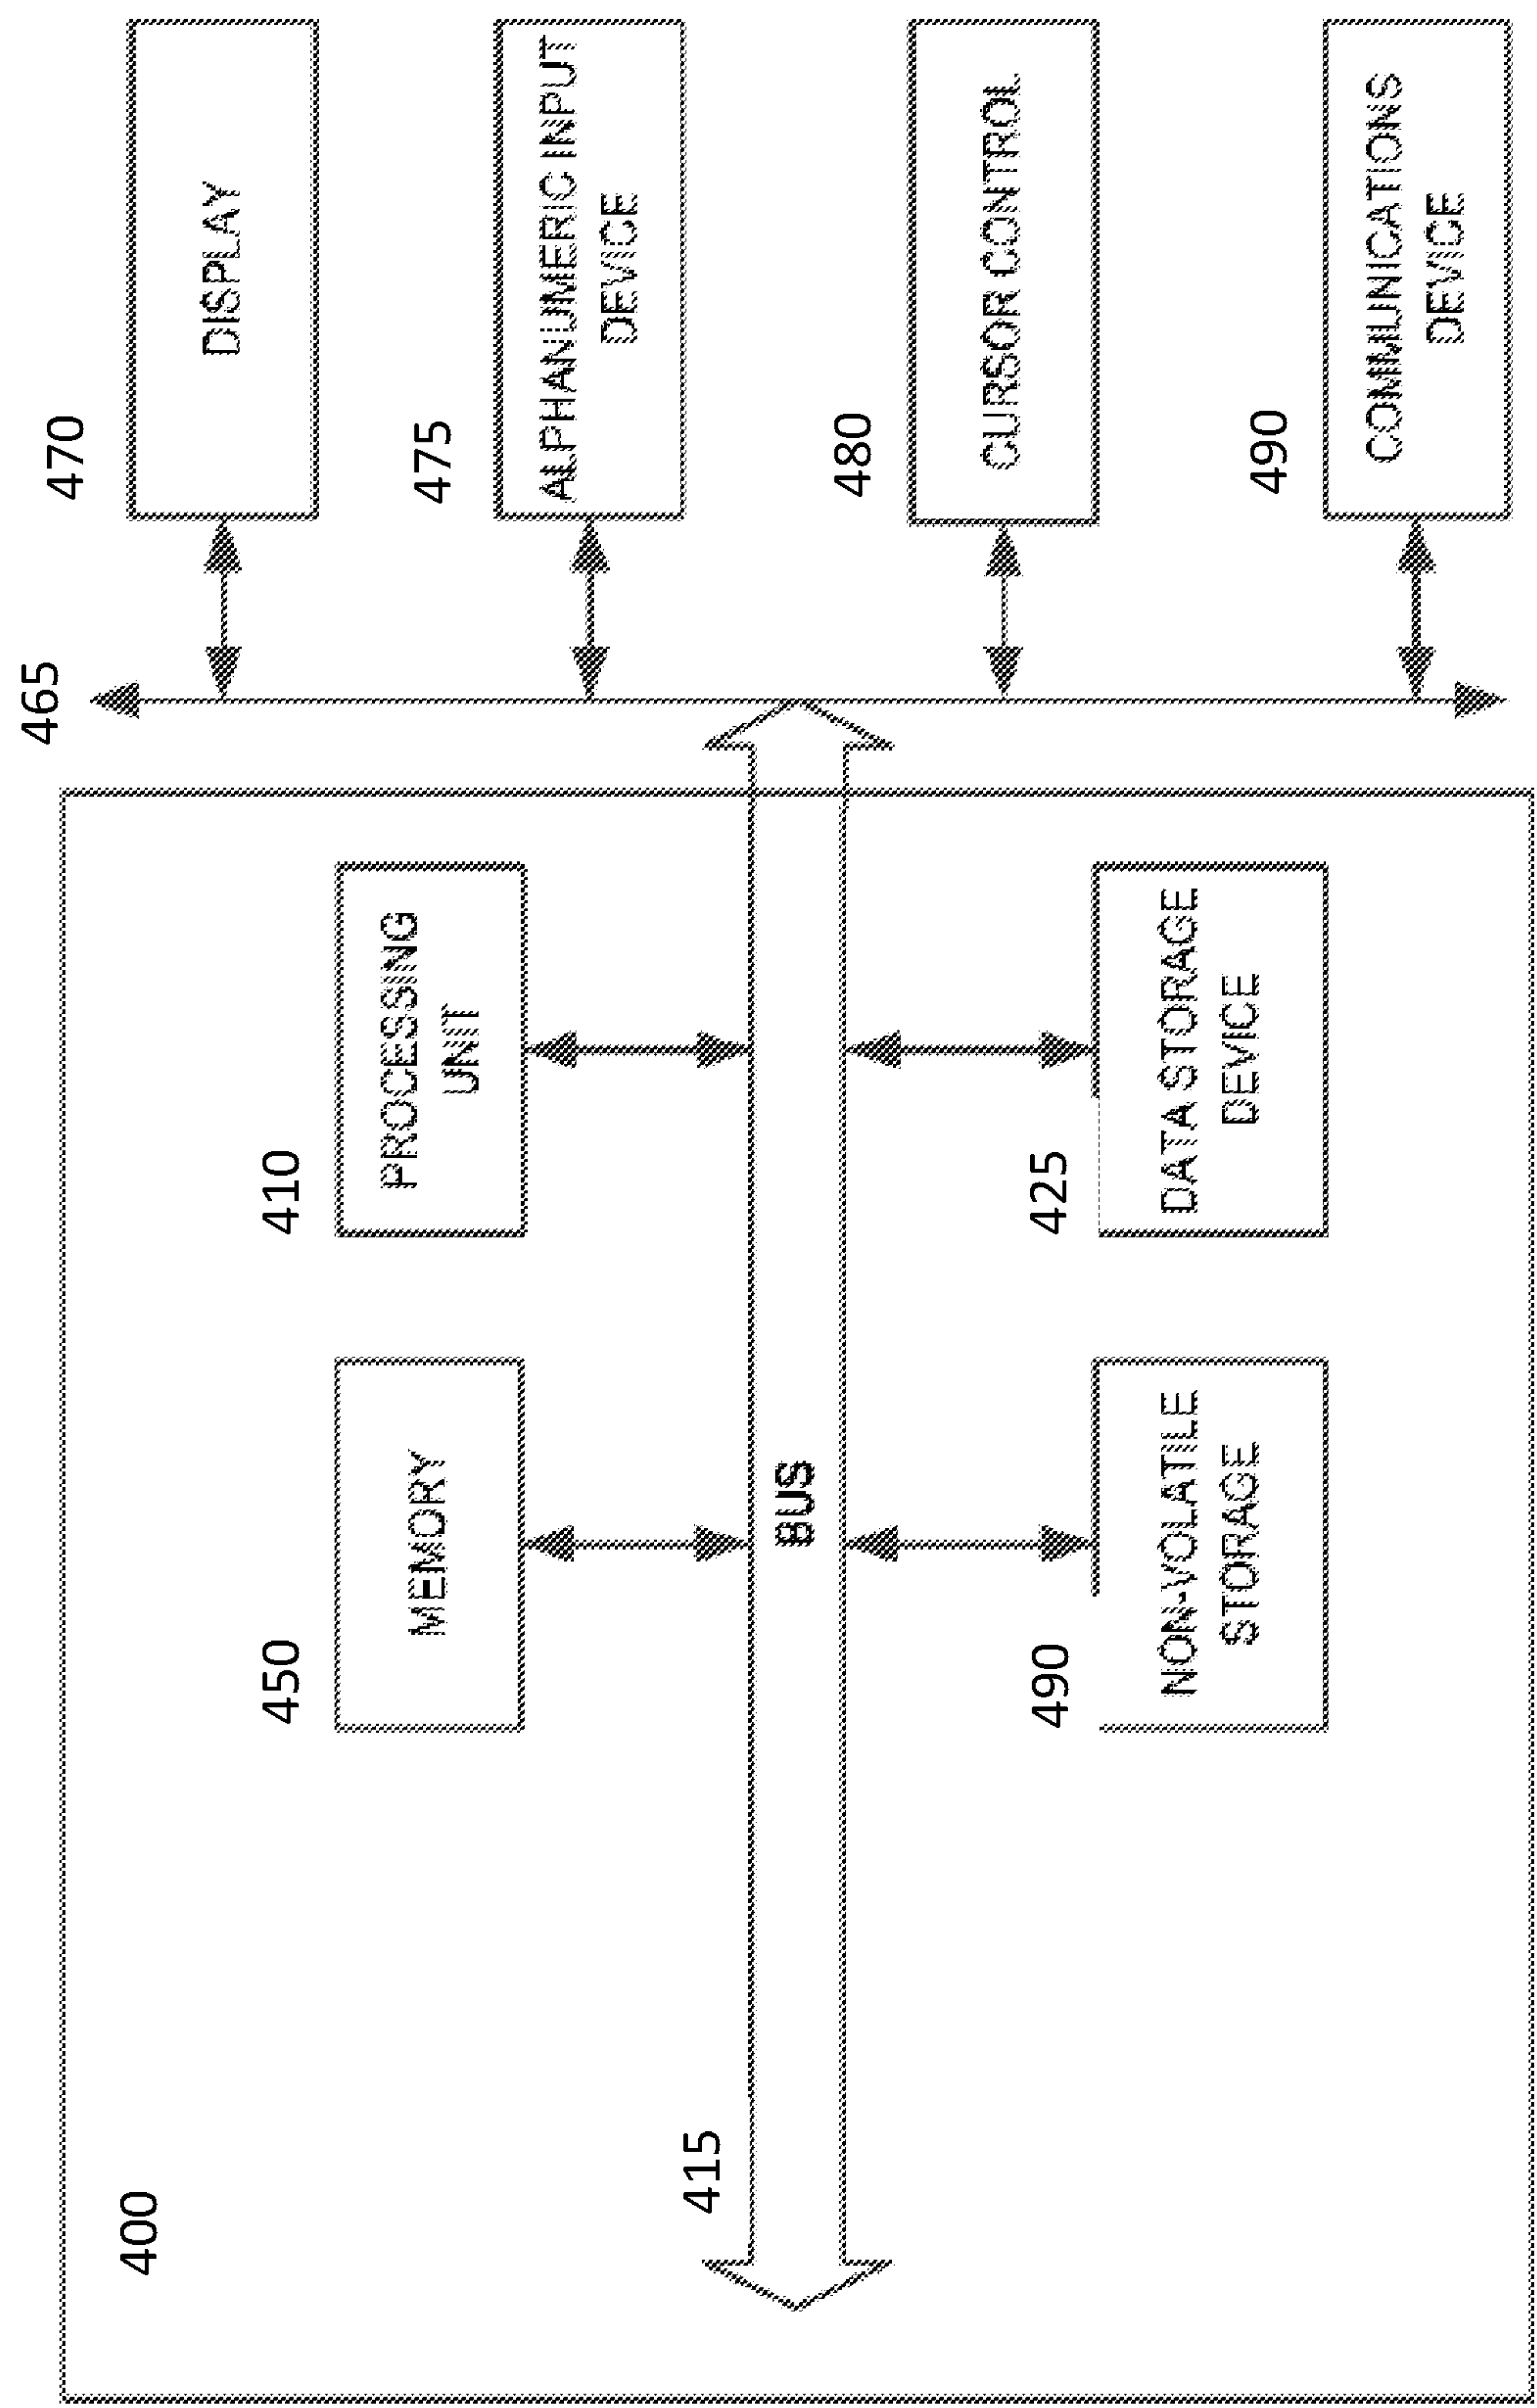 465
470
400
DISPLAY
450
410
MEMORY
PROCESSING
UNIT
475
ALPHANUMERIC INPUT
DEVICE
415
BUS
480
CURSOR CONTROL
490
425
NON-VOLATILE
STORAGE
DATA STORAGE
DEVICE
490
COMMUNICATIONS
DEVICE